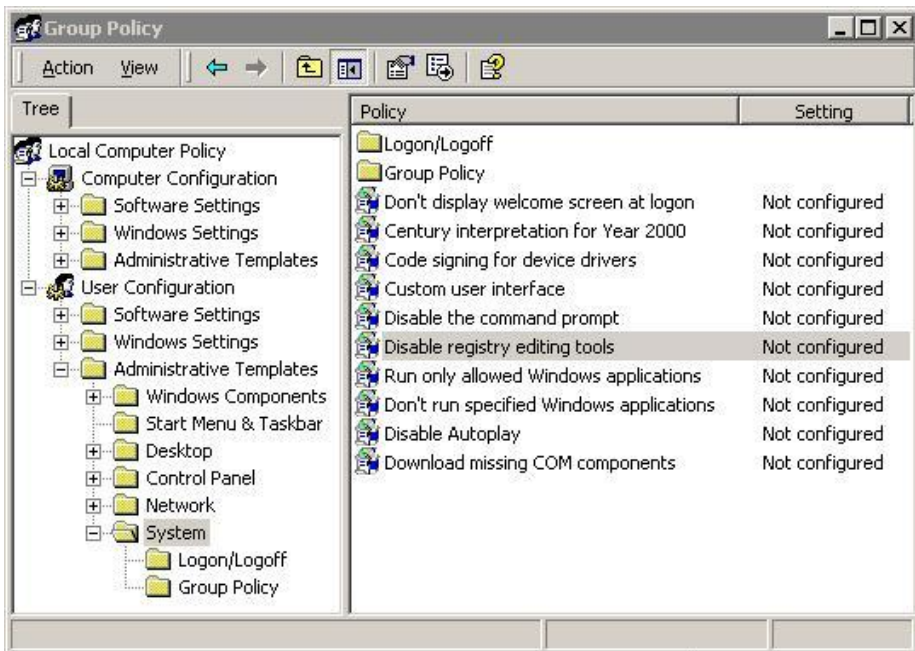 Group Policy
Action View
Tree
Local Computer Policy
Computer Configuration
Software Settings
Windows Settings
Administrative Templates
User Configuration
Software Settings
Windows Settings
Administrative Templates
Windows Components
Start Menu & Taskbar
Desktop
Control Panel
Network
System
Logon/Logoff
Group Policy
Policy Setting
Logon/Logoff
Group Policy
Don't display welcome screen at logon Not configured
Century interpretation for Year 2000 Not configured
Code signing for device drivers Not configured
Custom user interface Not configured
Disable the command prompt Not configured
Disable registry editing tools Not configured
Run only allowed Windows applications Not configured
Don't run specified Windows applications Not configured
Disable Autoplay Not configured
Download missing COM components Not configured